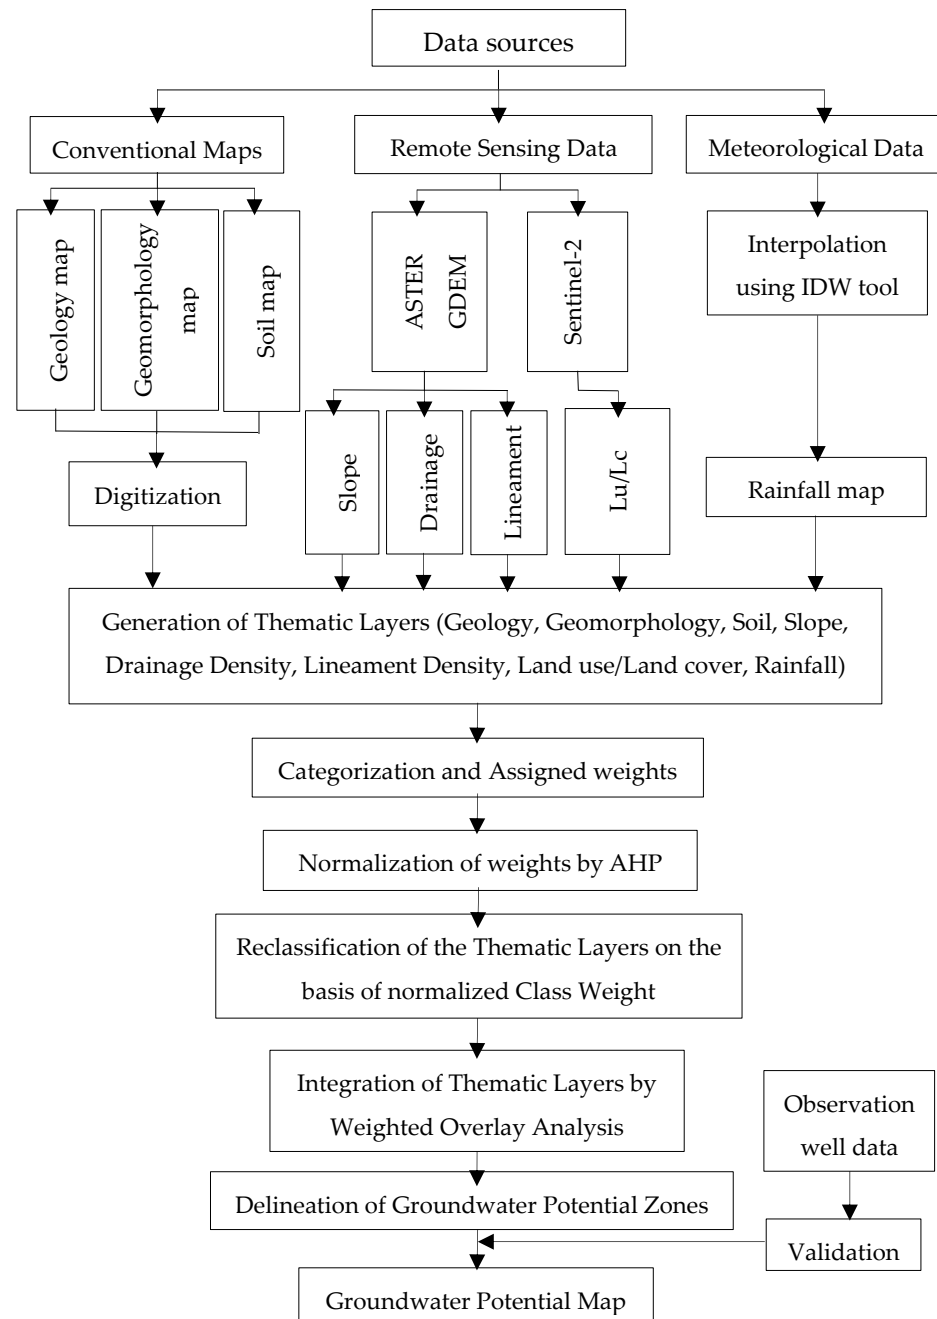 Data sources
Conventional Maps
Remote Sensing Data
Meteorological Data
Geology map
Geomorphology
map
Soil map
ASTER
GDEM
Sentinel-2
Interpolation
using IDW tool
Slope
Drainage
Lineament
Lu/Lc
Digitization
Rainfall map
Generation of Thematic Layers (Geology, Geomorphology, Soil, Slope,
Drainage Density, Lineament Density, Land use/Land cover, Rainfall)
Categorization and Assigned weights
Normalization of weights by AHP
Reclassification of the Thematic Layers on the
basis of normalized Class Weight
Integration of Thematic Layers by
Weighted Overlay Analysis
Observation
well data
Delineation of Groundwater Potential Zones
Validation
Groundwater Potential Map